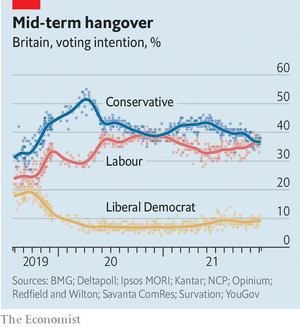 Mid-term hangover
Britain, voting intention, %
60
Conservative
50
40
Labour
30
20
Liberal Democrat
10
0
2019 20 21
Sources: BMG; Deltapoll; Ipsos MORI; Kantar; NCP; Opinium;
Redfield and Wilton; Savanta ComRes; Survation; YouGov
The Economist